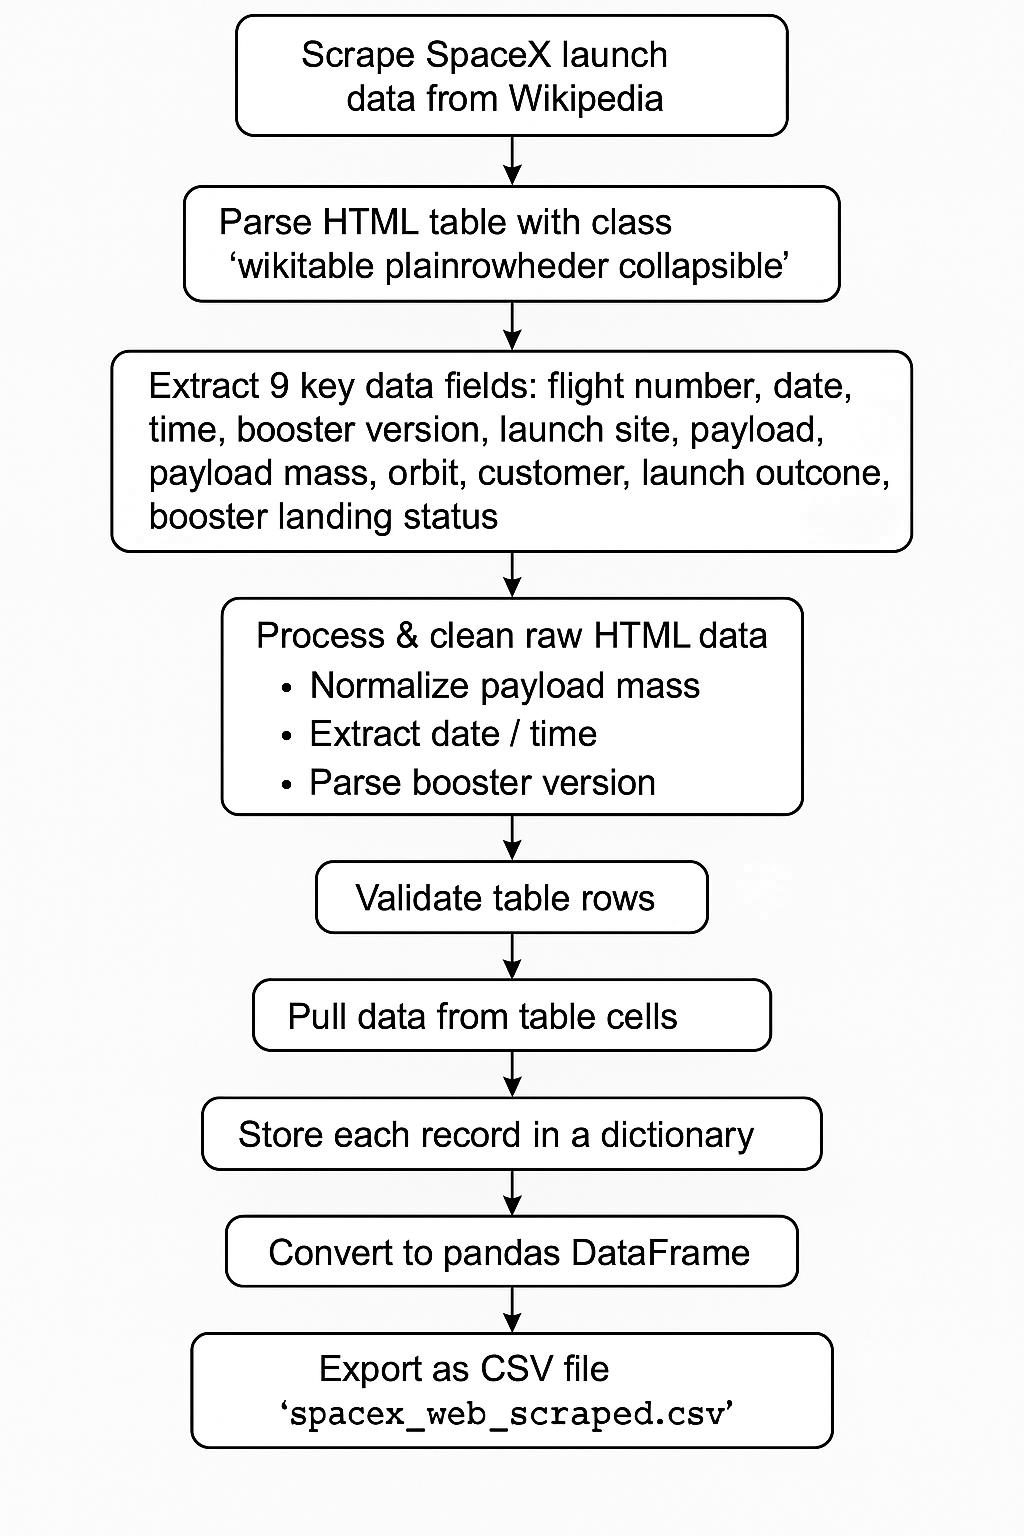 Scrape SpaceX launch
data from Wikipedia
Parse HTML table with class
‘wikitable plainrowheder collapsible’
Extract 9 key data fields: flight number, date,
time, booster version, launch site, payload,
payload mass, orbit, customer, launch outcone,
booster landing status
Process & clean raw HTML data
• Normalize payload mass
• Extract date / time
• Parse booster version
Validate table rows
Pull data from table cells
Store each record in a dictionary
Convert to pandas DataFrame
Export as CSV file
‘spacex_web_scraped.csv’